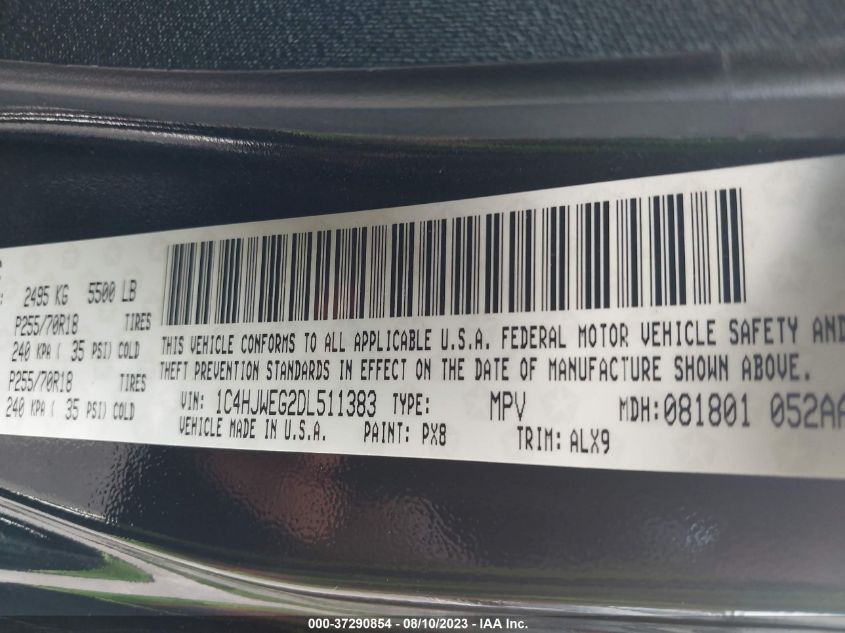 2495 KG 5500 LB
P255/70R18 TIRES
240 KPA ( 35 PSI) COLD
P255/70R18 TIRES
240 KPA ( 35 PSI) COLD
THIS VEHICLE CONFORMS TO ALL APPLICABLE U.S.A. FEDERAL MOTOR VEHICLE SAFETY AND
THEFT PREVENTION STANDARDS IN EFFECT ON THE DATE OF MANUFACTURE SHOWN ABOVE.
VIN: 1C4HJWEG2DL511383 TYPE: MPV MDH:081801 052AA
VEHICLE MADE IN U.S.A. PAINT: PX8 TRIM: ALX9
000-37290854 - 08/10/2023 - IAA Inc.